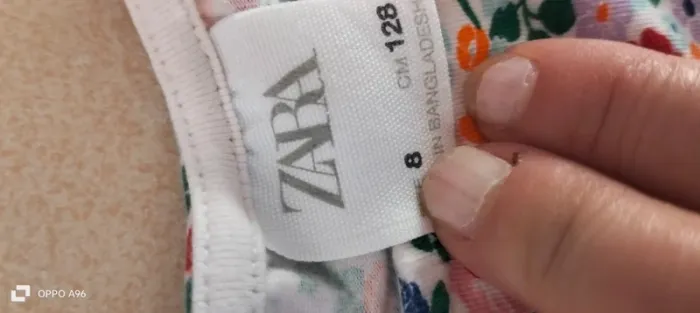 ZARA
8
CM 128
IN BANGLADESH
OPPO A96